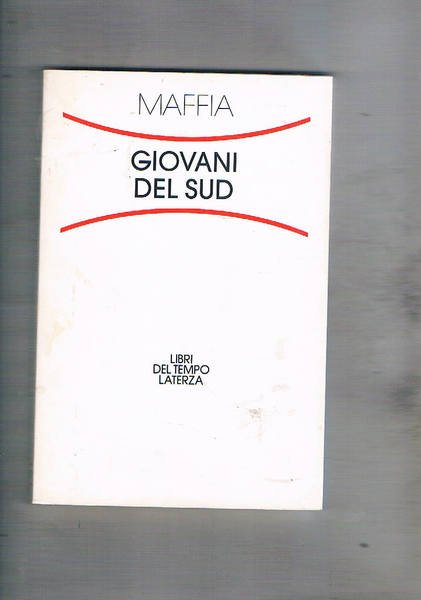 MAFFIA
GIOVANI
DEL SUD
LIBRI
DEL TEMPO
LATERZA